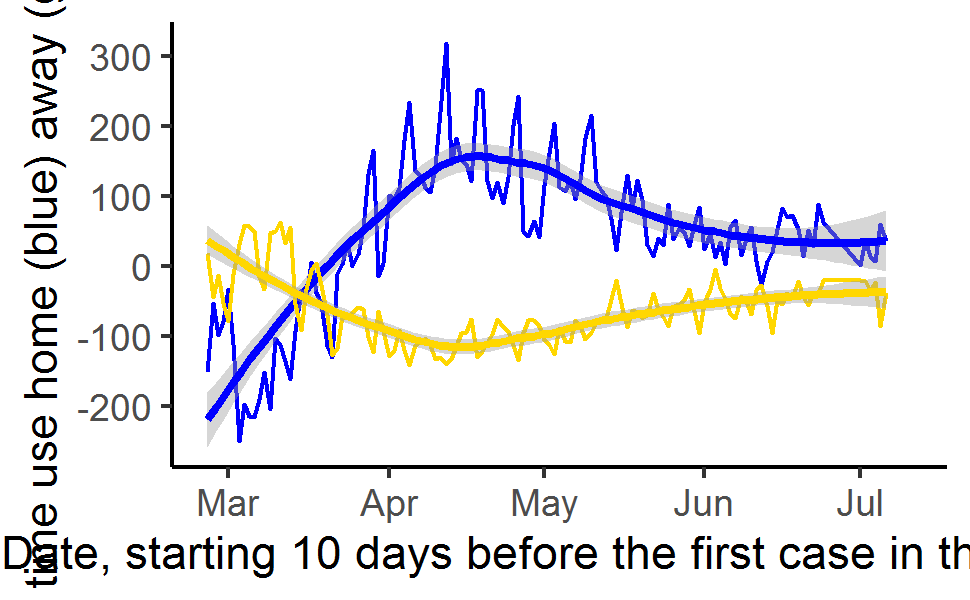 time use home (blue) away (
300
200
100
0
-100
-200
Mar Apr May Jun Jul
Date, starting 10 days before the first case in th